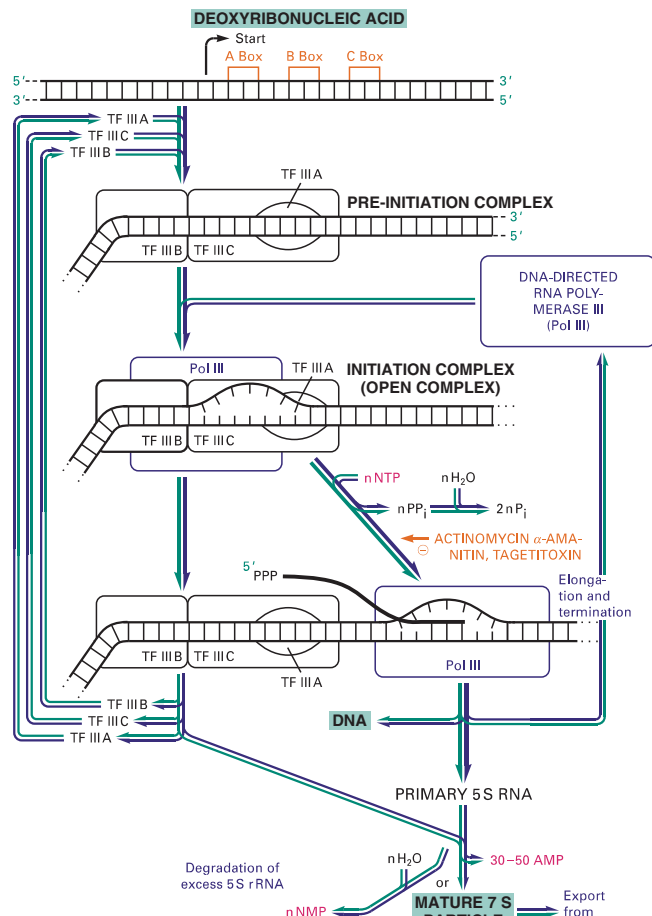 DEOXYRIBONUCLEIC ACID
Start
A Box B Box C Box
5′ 3′
3′ 5′
TF IIIA
TF IIIC
TF IIIB
TF IIIA
PRE-INITIATION COMPLEX
3′
5′
TF IIIB TF IIIC
DNA-DIRECTED
RNA POLY-
MERASE III
(Pol III)
Pol III
TF IIIA
INITIATION COMPLEX
(OPEN COMPLEX)
TF IIIB TF IIIC
n NTP
n H₂O
n PPᵢ
2 n Pᵢ
ACTINOMYCIN α-AMA-
NITIN, TAGETITOXIN
⊖
5′
PPP
Elonga-
tion and
termination
TF IIIB TF IIIC
TF IIIA
Pol III
TF IIIB
TF IIIC
TF IIIA
DNA
PRIMARY 5S RNA
n H₂O
30–50 AMP
Degradation of
excess 5S rRNA
or
n NMP
MATURE 7 S
PARTICLE
Export
from